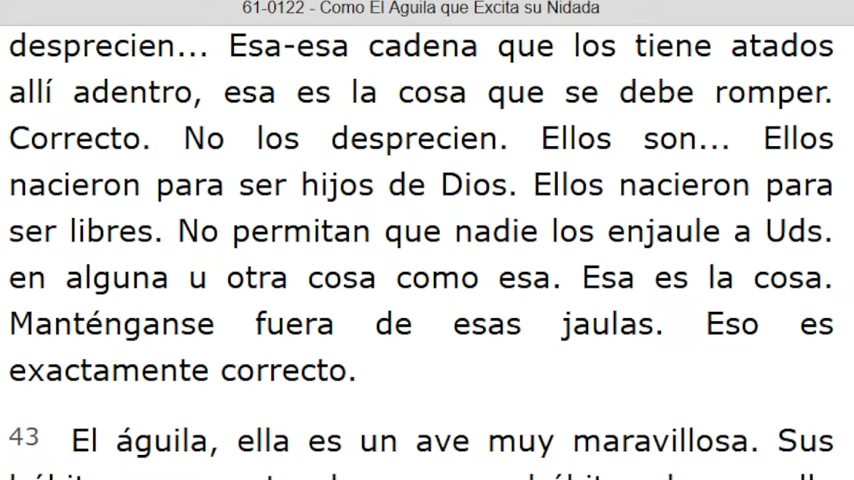 61-0122 - Como El Aguila que Excita su Nidada
desprecien... Esa-esa cadena que los tiene atados
allí adentro, esa es la cosa que se debe romper.
Correcto. No los desprecien. Ellos son... Ellos
nacieron para ser hijos de Dios. Ellos nacieron para
ser libres. No permitan que nadie los enjaule a Uds.
en alguna u otra cosa como esa. Esa es la cosa.
Manténganse fuera de esas jaulas. Eso es
exactamente correcto.
43 El águila, ella es un ave muy maravillosa. Sus